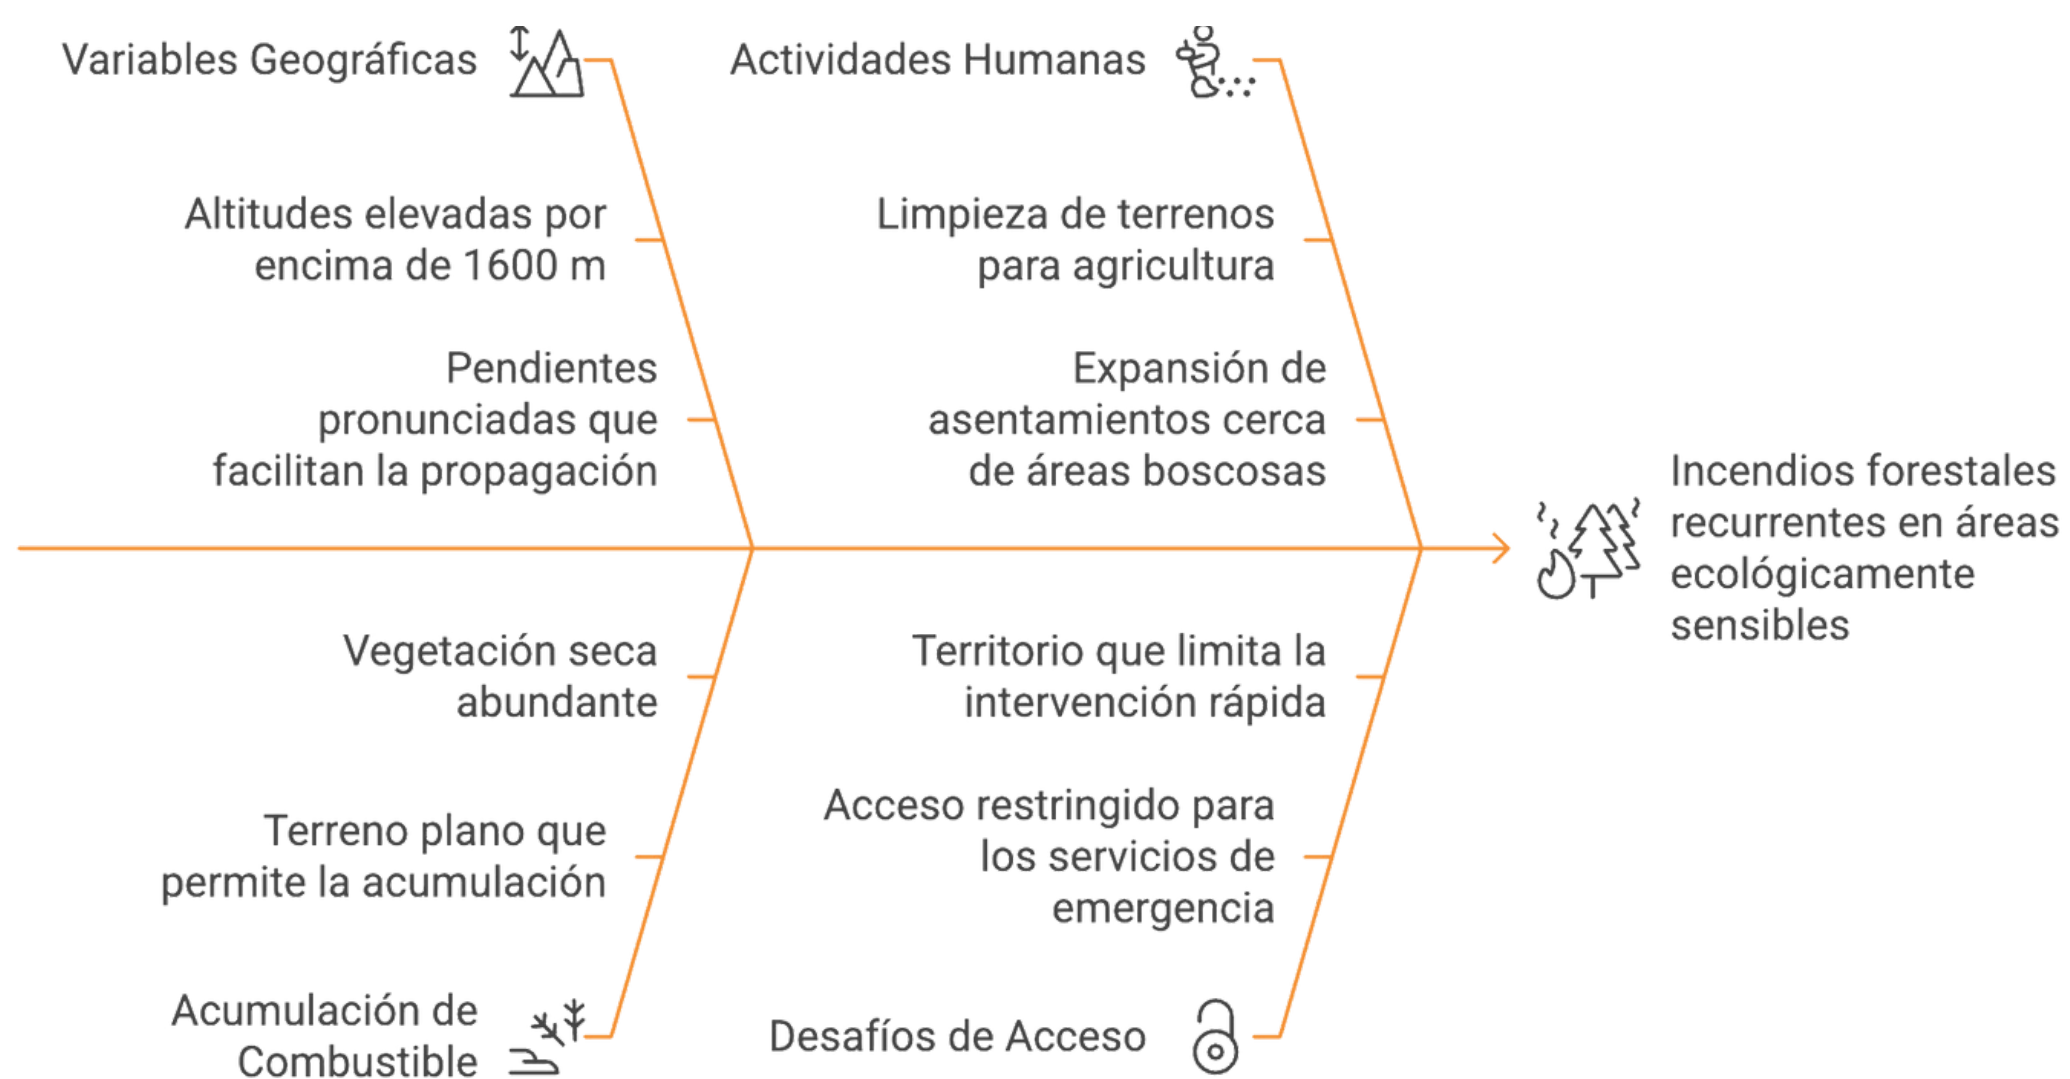 Variables Geográficas
Altitudes elevadas por
encima de 1600 m
Pendientes
pronunciadas que
facilitan la propagación
Actividades Humanas
Limpieza de terrenos
para agricultura
Expansión de
asentamientos cerca
de áreas boscosas
Incendios forestales
recurrentes en áreas
ecológicamente
sensibles
Vegetación seca
abundante
Terreno plano que
permite la acumulación
Acumulación de
Combustible
Territorio que limita la
intervención rápida
Acceso restringido para
los servicios de
emergencia
Desafíos de Acceso